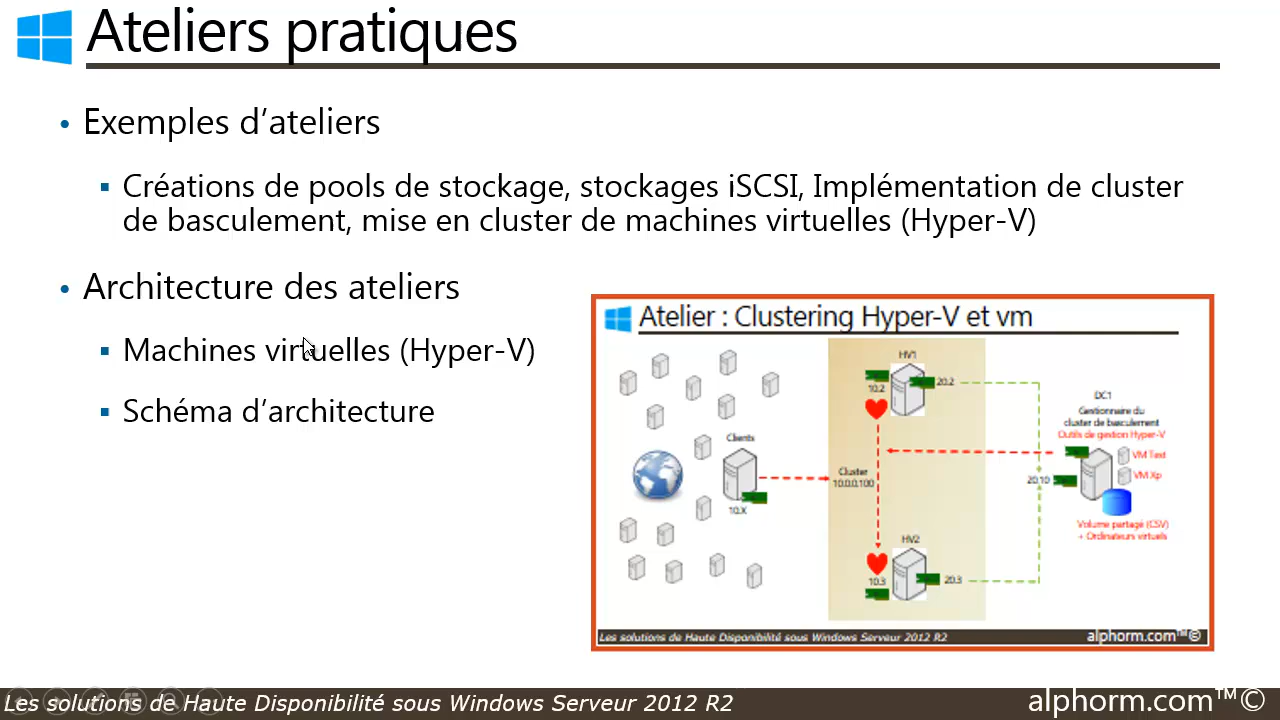 Ateliers pratiques
• Exemples d’ateliers
▪ Créations de pools de stockage, stockages iSCSI, Implémentation de cluster
de basculement, mise en cluster de machines virtuelles (Hyper-V)
• Architecture des ateliers
▪ Machines virtuelles (Hyper-V)
▪ Schéma d’architecture
Atelier : Clustering Hyper-V et vm
HV1
10.2
20.2
DC1
Gestionnaire du
cluster de basculement
Outils de gestion Hyper-V
VM Test
VM Xp
20.10
Volume partagé (CSV)
+ Ordinateurs virtuels
Clients
10.X
Cluster
10.0.0.100
HV2
10.3
20.3
Les solutions de Haute Disponibilité sous Windows Serveur 2012 R2
alphorm.com™©
Les solutions de Haute Disponibilité sous Windows Serveur 2012 R2
alphorm.com™©